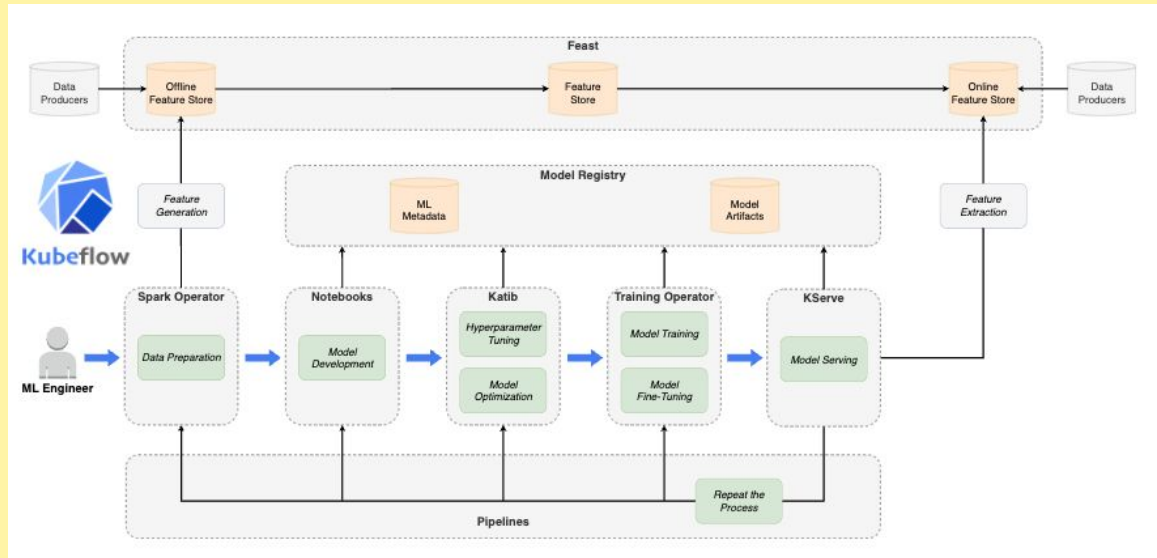 Feast
Data
Producers
Offline
Feature Store
Feature
Store
Online
Feature Store
Data
Producers
Kubeflow
Feature
Generation
Model Registry
ML
Metadata
Model
Artifacts
Feature
Extraction
Spark Operator
Notebooks
Katib
Training Operator
KServe
ML Engineer
Data Preparation
Model
Development
Hyperparameter
Tuning
Model
Optimization
Model Training
Model
Fine-Tuning
Model Serving
Repeat the
Process
Pipelines